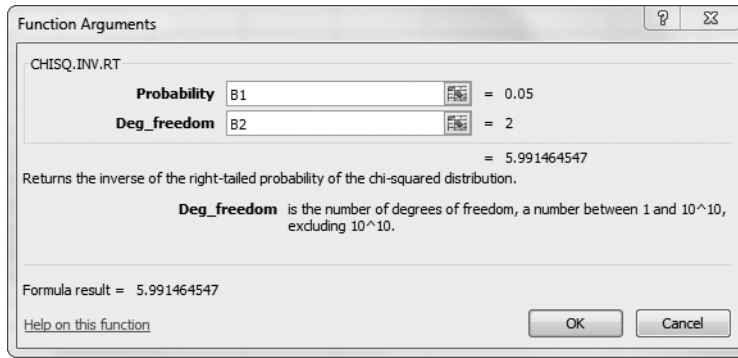 Function Arguments
CHISQ.INV.RT
Probability B1 = 0.05
Deg_freedom B2 = 2
= 5.991464547
Returns the inverse of the right-tailed probability of the chi-squared distribution.
Deg_freedom is the number of degrees of freedom, a number between 1 and 10^10,
excluding 10^10.
Formula result = 5.991464547
Help on this function OK Cancel